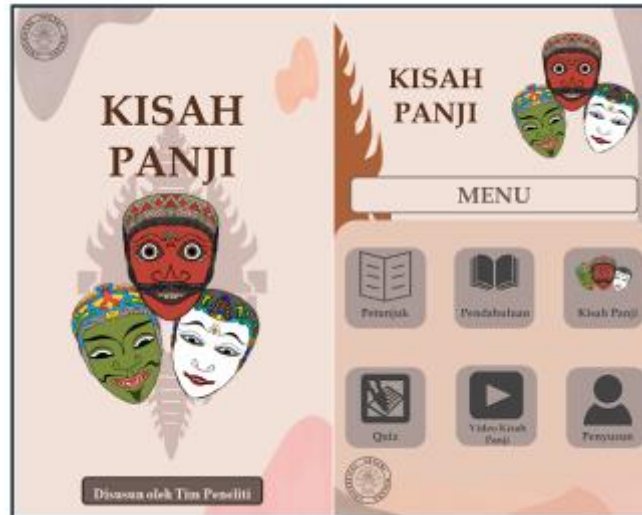 KISAH
PANJI
Disusun oleh Tim Peneliti
KISAH
PANJI
MENU
Petunjuk
Pendahuluan
Kisah Panji
Quiz
Video Kisah
Panji
Penyusun